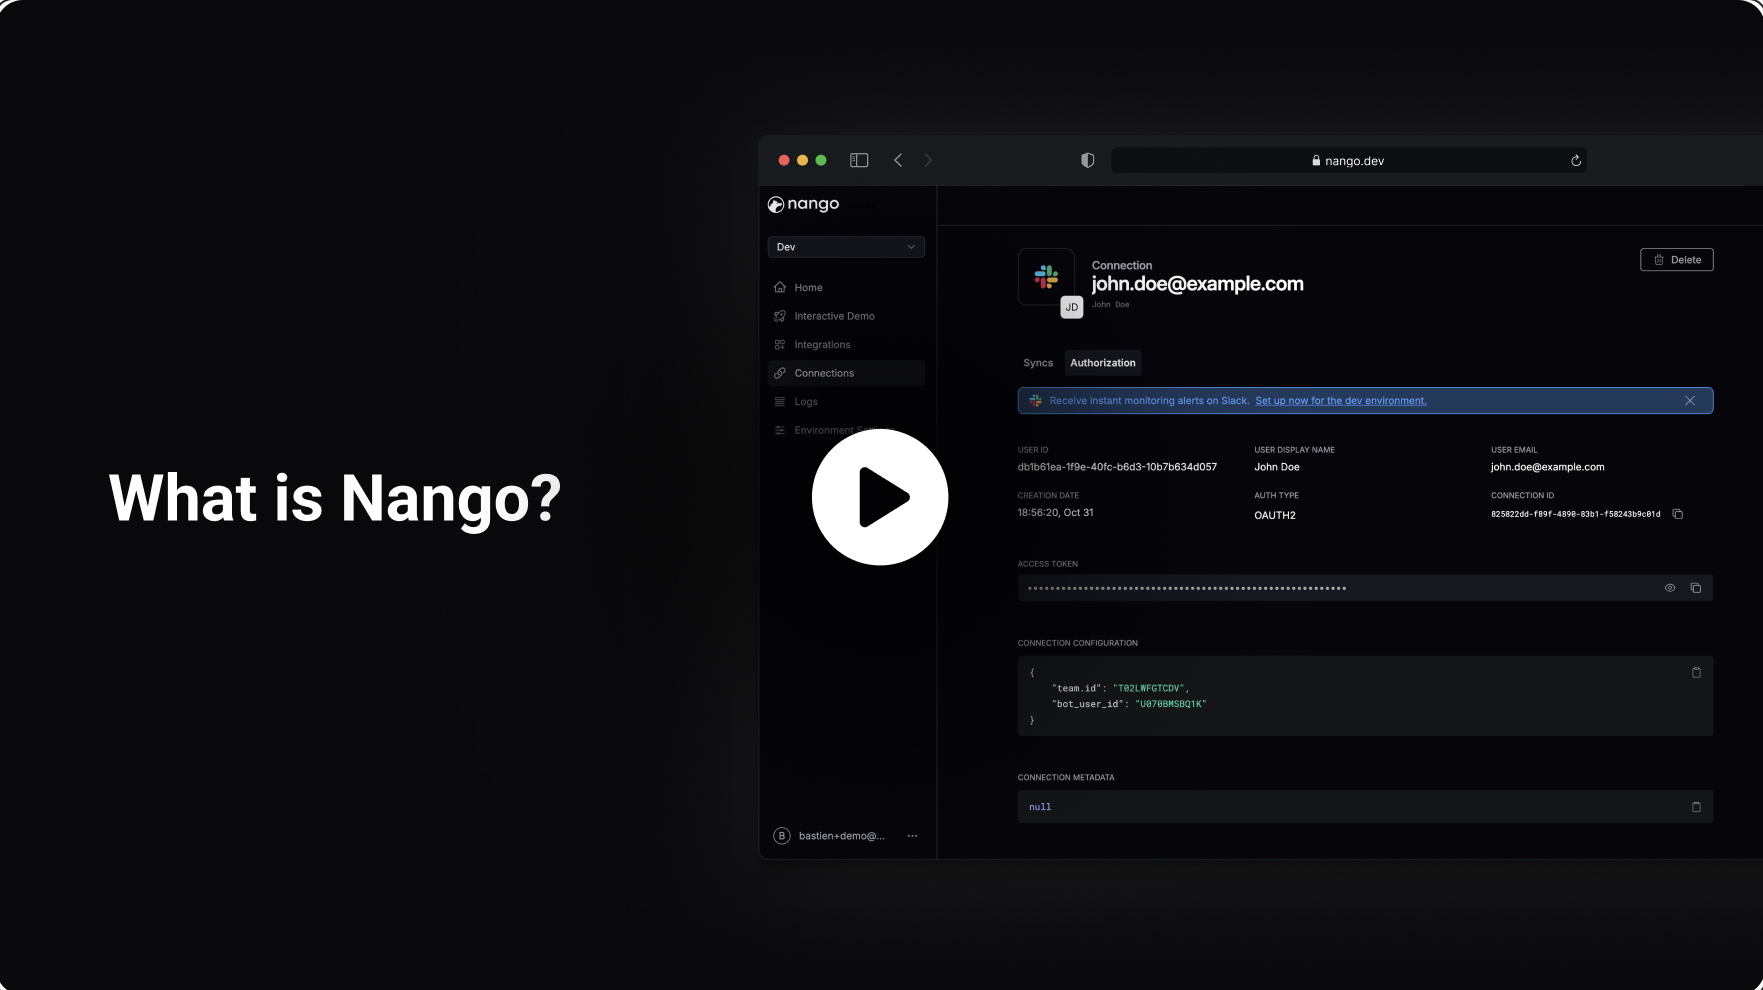 What is Nango?
nango.dev
nango
Dev
Home
Interactive Demo
Integrations
Connections
Logs
Environment
B bastien+demo@...
Connection
john.doe@example.com
John Doe
JD
Delete
Syncs Authorization
Receive instant monitoring alerts on Slack. Set up now for the dev environment.
USER ID USER DISPLAY NAME USER EMAIL
db1b61ea-1f9e-40fc-b6d3-10b7b634d057 John Doe john.doe@example.com
CREATION DATE AUTH TYPE CONNECTION ID
18:56:20, Oct 31 OAUTH2 825822dd-f89f-4890-83b1-f58243b9c01d
ACCESS TOKEN
CONNECTION CONFIGURATION
{
"team.id": "T02LWFGTCDV",
"bot_user_id": "U070BMSBQ1K"
}
CONNECTION METADATA
null